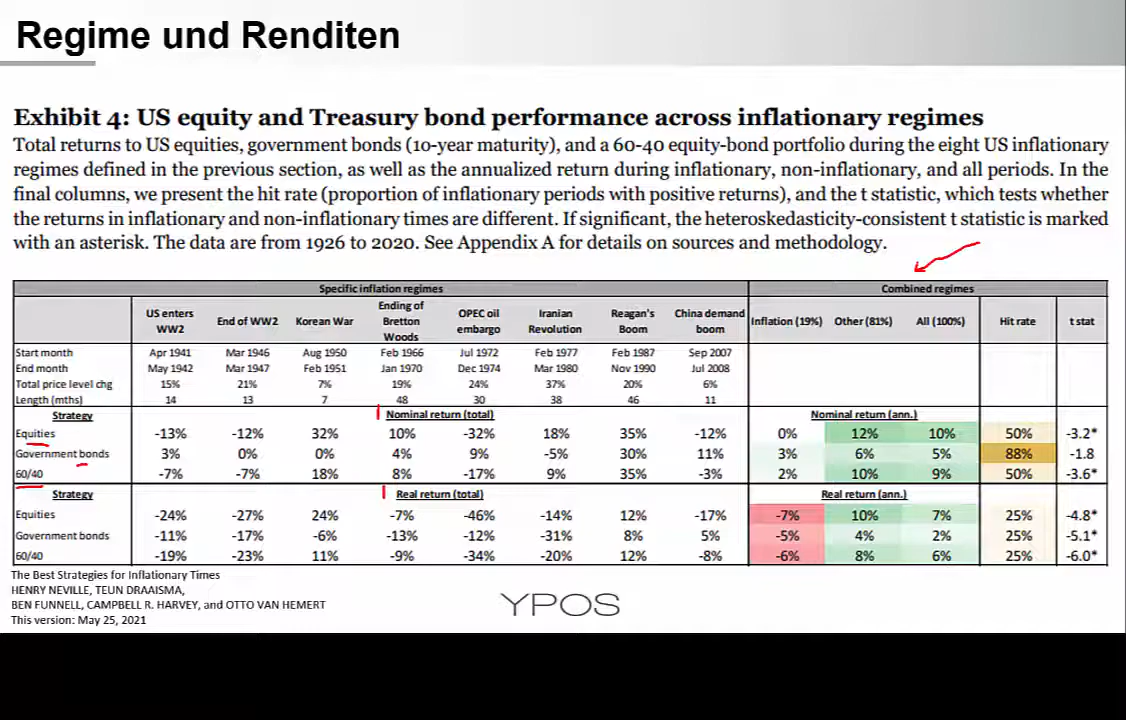 Regime und Renditen
Exhibit 4: US equity and Treasury bond performance across inflationary regimes
Total returns to US equities, government bonds (10-year maturity), and a 60-40 equity-bond portfolio during the eight US inflationary
regimes defined in the previous section, as well as the annualized return during inflationary, non-inflationary, and all periods. In the
final columns, we present the hit rate (proportion of inflationary periods with positive returns), and the t statistic, which tests whether
the returns in inflationary and non-inflationary times are different. If significant, the heteroskedasticity-consistent t statistic is marked
with an asterisk. The data are from 1926 to 2020. See Appendix A for details on sources and methodology.
Specific inflation regimes Combined regimes
US enters WW2 End of WW2 Korean War Ending of Bretton Woods OPEC oil embargo Iranian Revolution Reagan's Boom China demand boom Inflation (19%) Other (81%) All (100%) Hit rate t stat
Start month Apr 1941 Mar 1946 Aug 1950 Feb 1966 Jul 1972 Feb 1977 Feb 1987 Sep 2007
End month May 1942 Mar 1947 Feb 1951 Jan 1970 Dec 1974 Mar 1980 Nov 1990 Jul 2008
Total price level chg 15% 21% 7% 19% 24% 37% 20% 6%
Length (mths) 14 13 7 48 30 38 46 11
Strategy Nominal return (total) Nominal return (ann.)
Equities -13% -12% 32% 10% -32% 18% 35% -12% 0% 12% 10% 50% -3.2*
Government bonds 3% 0% 0% 4% 9% -5% 30% 11% 3% 6% 5% 88% -1.8
60/40 -7% -7% 18% 8% -17% 9% 35% -3% 2% 10% 9% 50% -3.6*
Strategy Real return (total) Real return (ann.)
Equities -24% -27% 24% -7% -46% -14% 12% -17% -7% 10% 7% 25% -4.8*
Government bonds -11% -17% -6% -13% -12% -31% 8% 5% -5% 4% 2% 25% -5.1*
60/40 -19% -23% 11% -9% -34% -20% 12% -8% -6% 8% 6% 25% -6.0*
The Best Strategies for Inflationary Times
HENRY NEVILLE, TEUN DRAAISMA,
BEN FUNNELL, CAMPBELL R. HARVEY, and OTTO VAN HEMERT
This version: May 25, 2021
YPOS